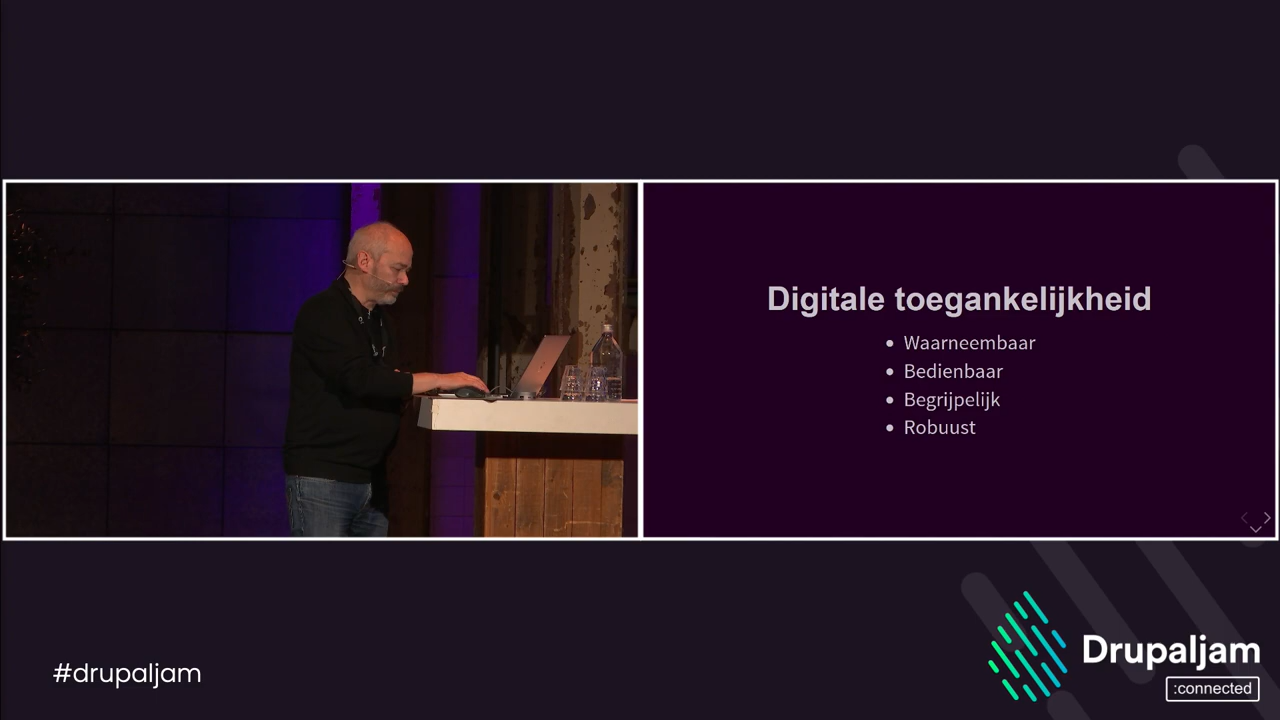 Digitale toegankelijkheid
Waarneembaar
Bedienbaar
Begrijpelijk
Robuust
#drupaljam
Drupaljam
:connected